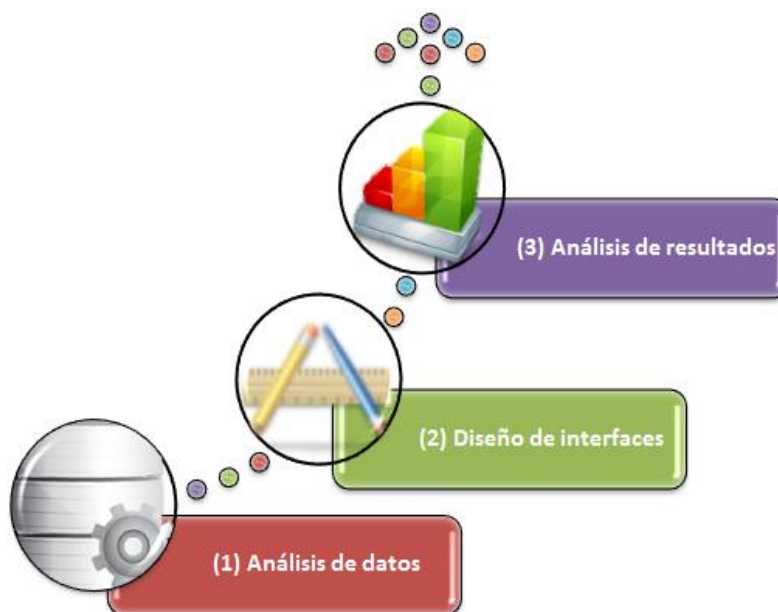 (3) Análisis de resultados
(2) Diseño de interfaces
(1) Análisis de datos